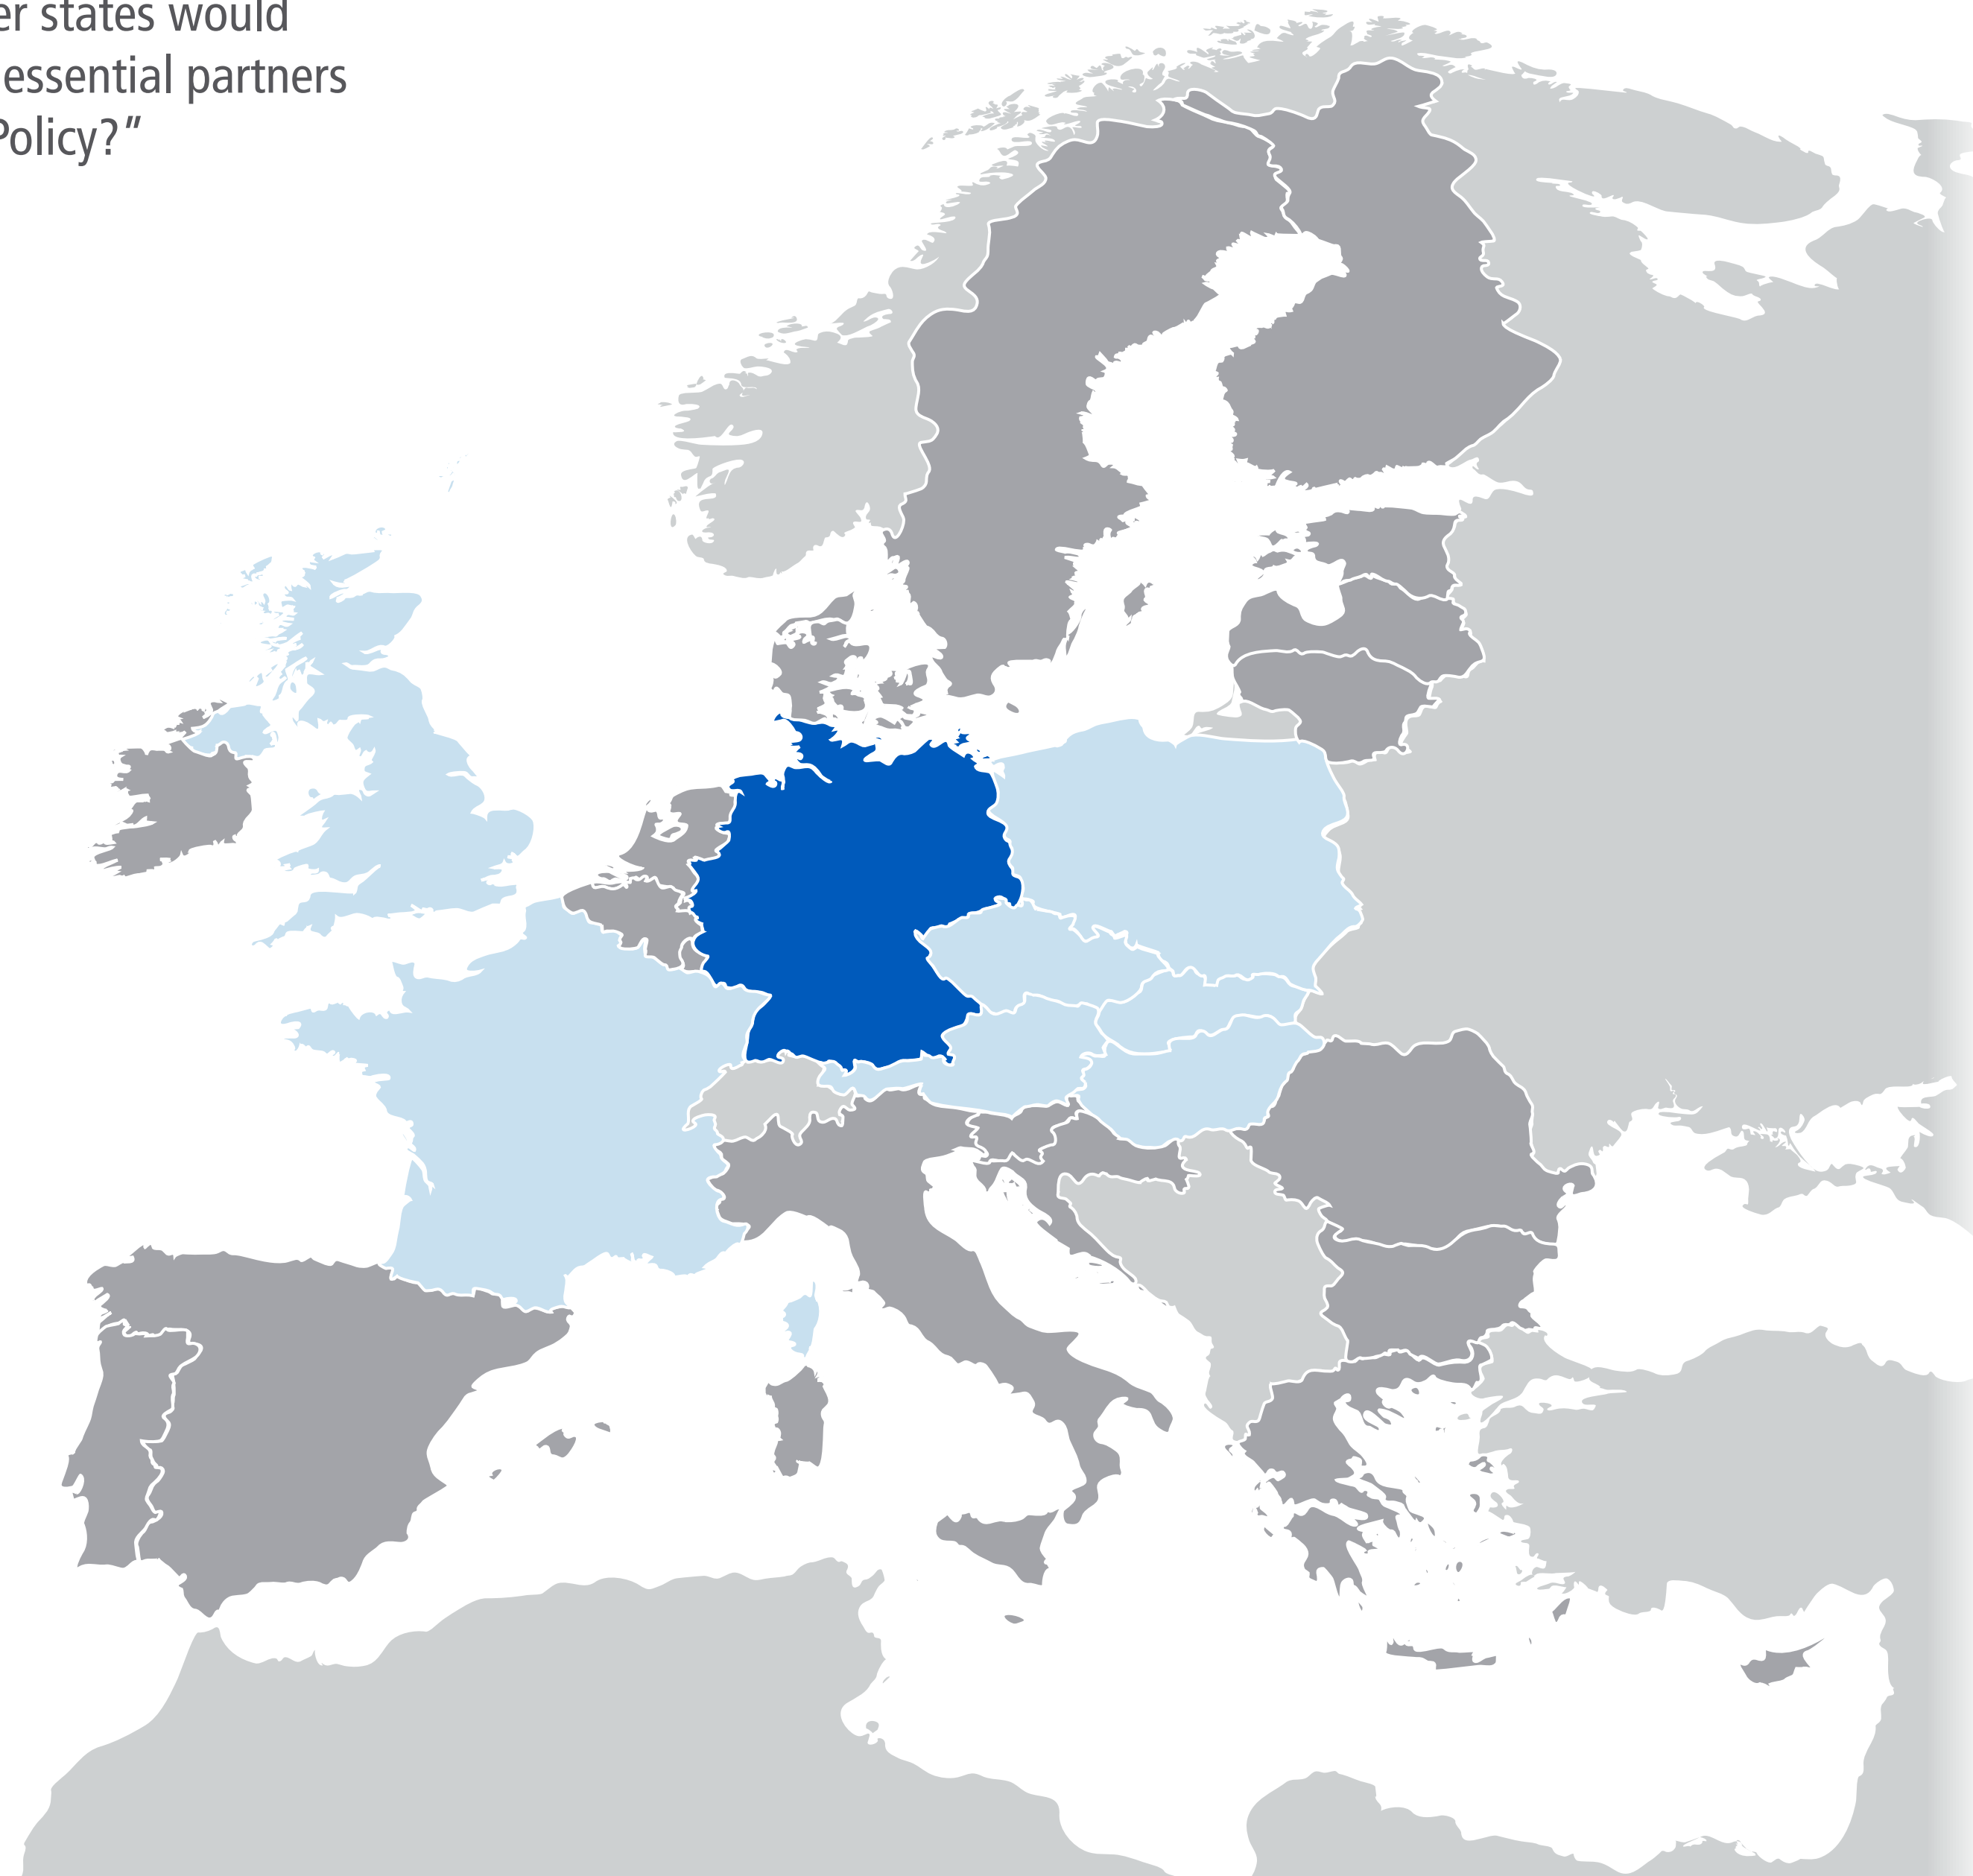 er states would
essential partners
Policy?”